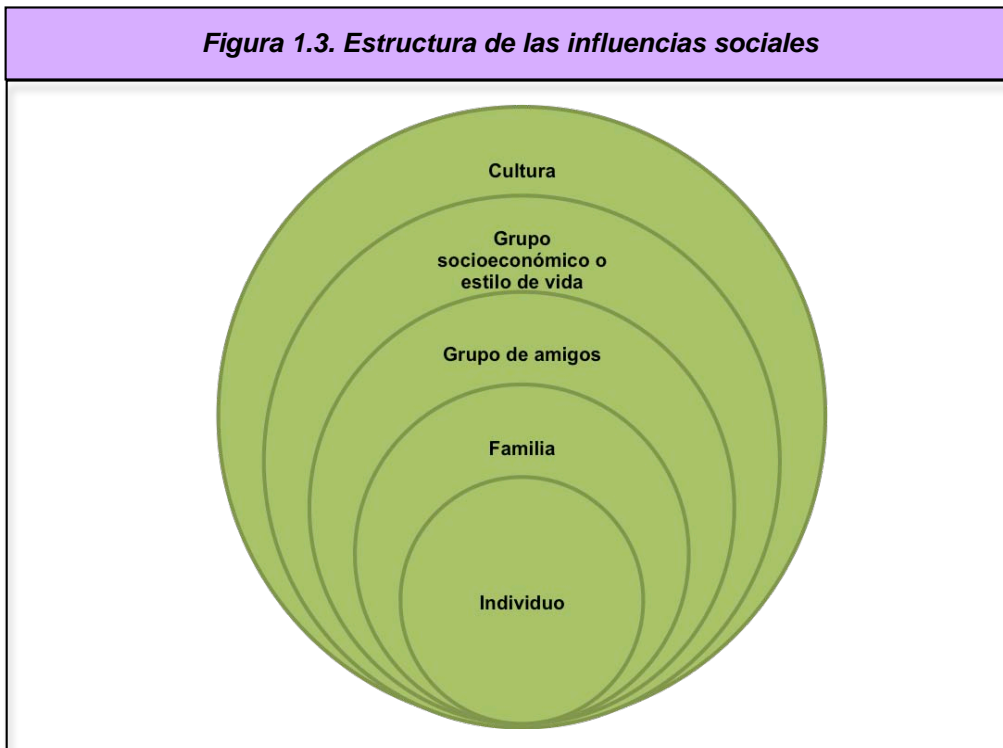 Figura 1.3. Estructura de las influencias sociales
Cultura
Grupo
socioeconómico o
estilo de vida
Grupo de amigos
Familia
Individuo